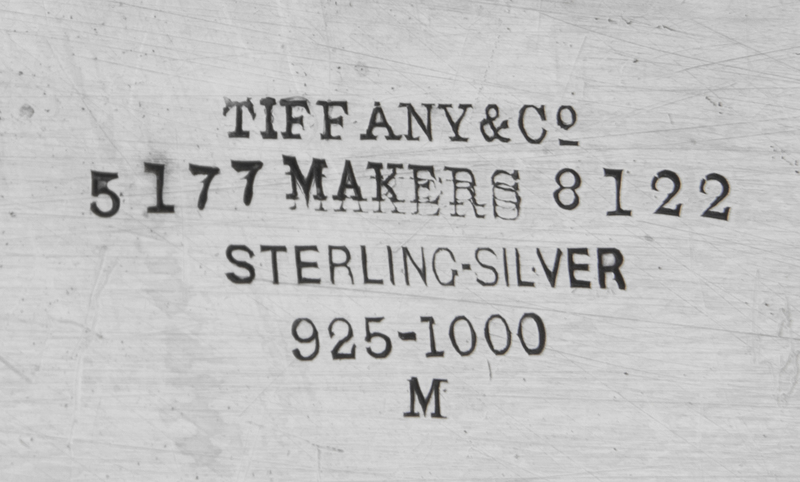 TIFFANY&Cº
5177 MAKERS 8122
STERLING-SILVER
925-1000
M